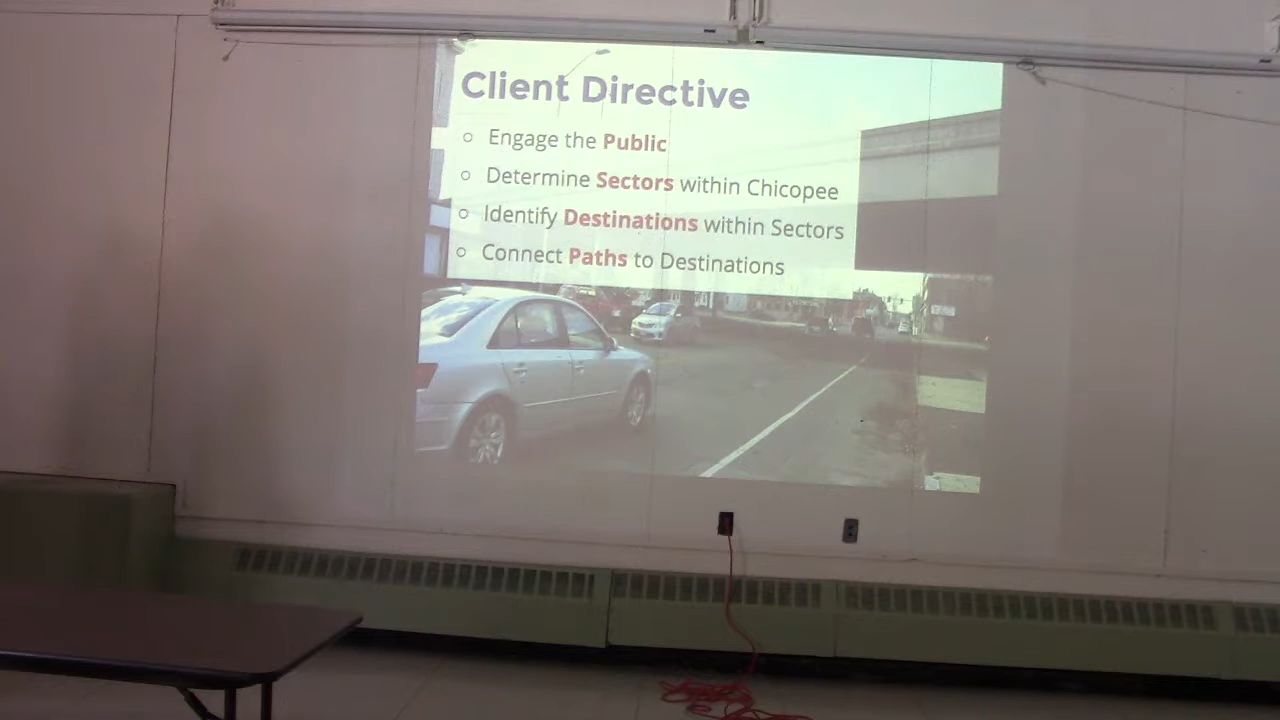 Client Directive
Engage the Public
Determine Sectors within Chicopee
Identify Destinations within Sectors
Connect Paths to Destinations